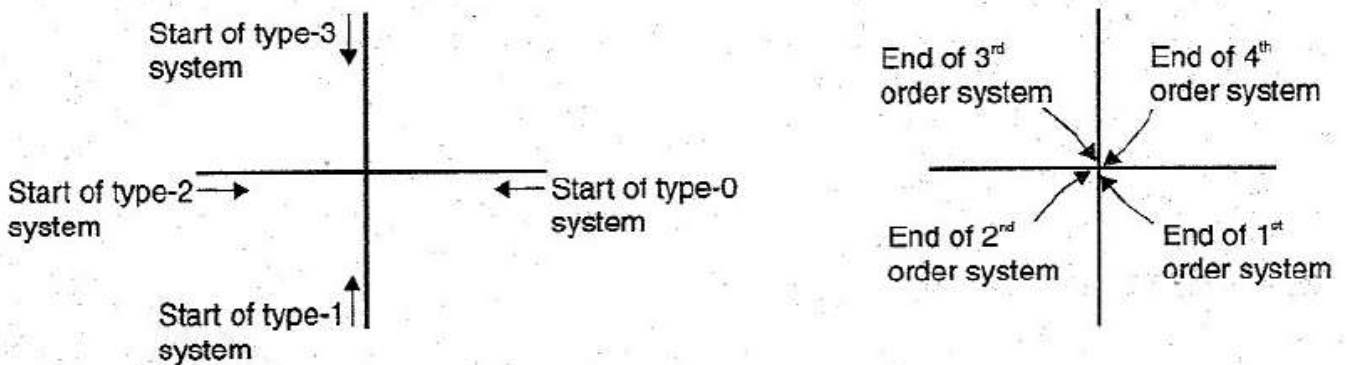 Start of type-3
system
Start of type-2
system
Start of type-0
system
Start of type-1
system
End of 3rd
order system
End of 4th
order system
End of 2nd
order system
End of 1st
order system